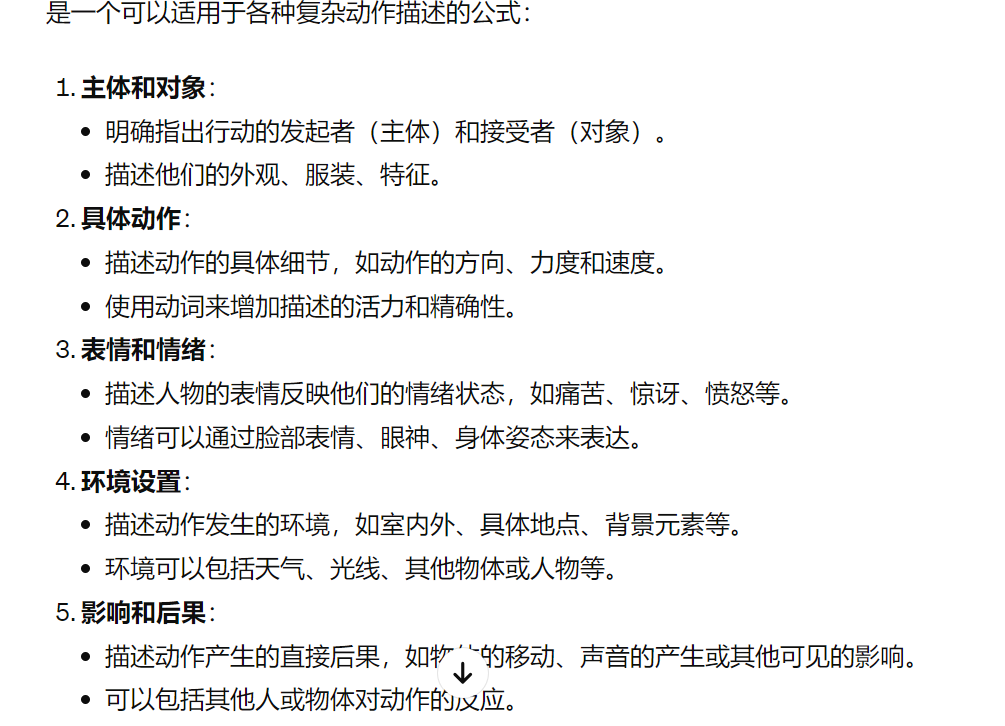 是一个可以适用于各种复杂动作描述的公式：
1. 主体和对象：
• 明确指出行动的发起者（主体）和接受者（对象）。
• 描述他们的外观、服装、特征。
2. 具体动作：
• 描述动作的具体细节，如动作的方向、力度和速度。
• 使用动词来增加描述的活力和精确性。
3. 表情和情绪：
• 描述人物的表情反映他们的情绪状态，如痛苦、惊讶、愤怒等。
• 情绪可以通过脸部表情、眼神、身体姿态来表达。
4. 环境设置：
• 描述动作发生的环境，如室内外、具体地点、背景元素等。
• 环境可以包括天气、光线、其他物体或人物等。
5. 影响和后果：
• 描述动作产生的直接后果，如物体的移动、声音的产生或其他可见的影响。
• 可以包括其他人或物体对动作的反应。